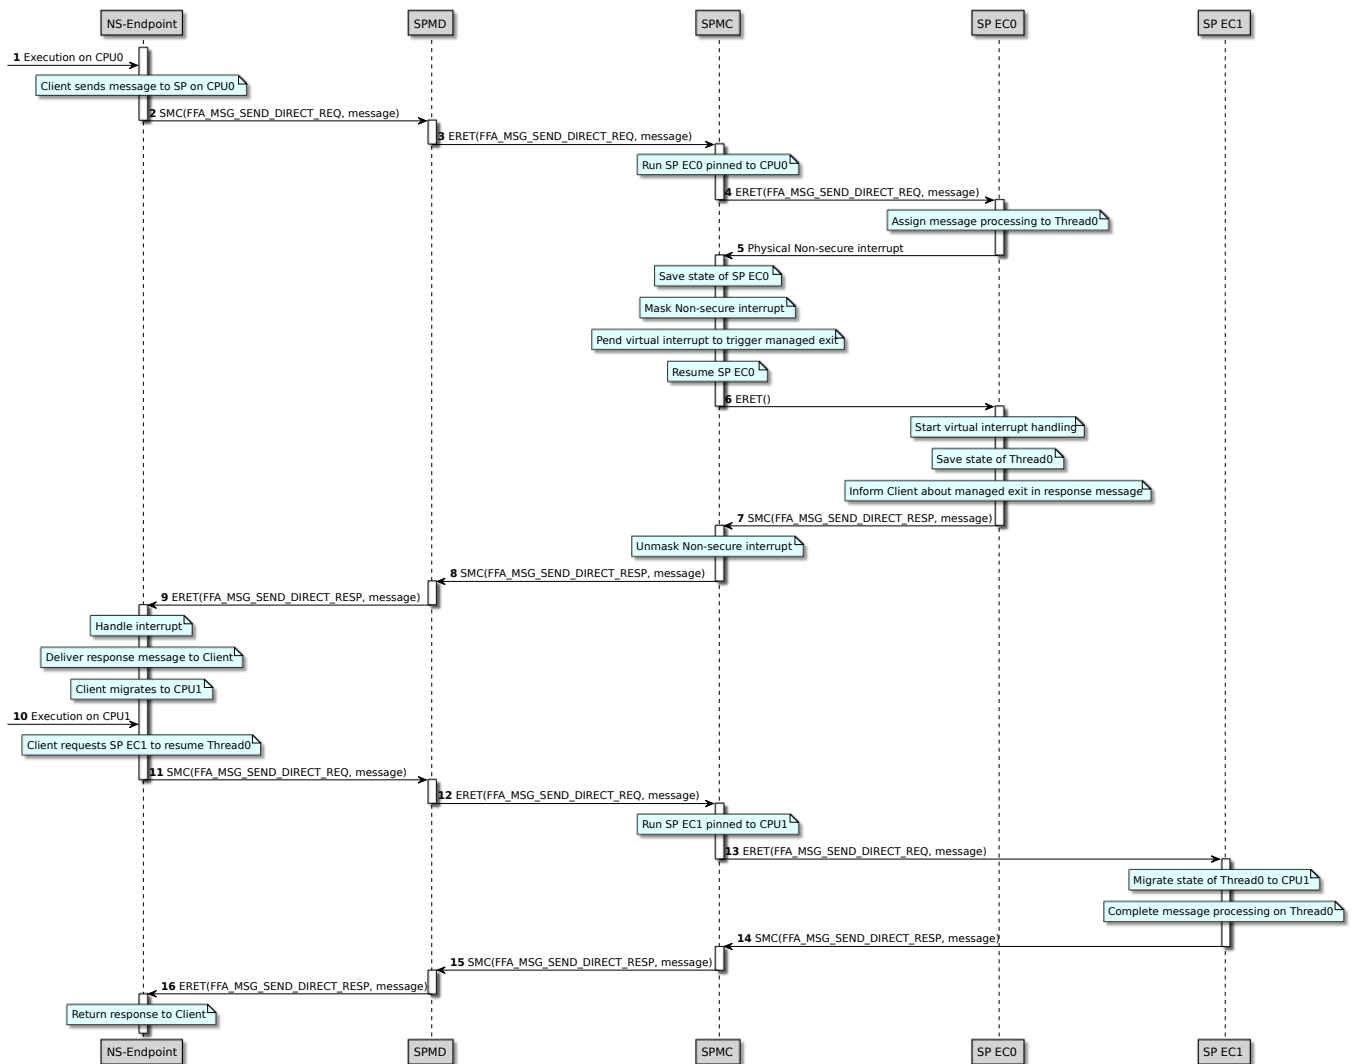 NS-Endpoint SPMD SPMC SP EC0 SP EC1
1 Execution on CPU0
Client sends message to SP on CPU0
2 SMC(FFA_MSG_SEND_DIRECT_REQ, message)
3 ERET(FFA_MSG_SEND_DIRECT_REQ, message)
Run SP EC0 pinned to CPU0
4 ERET(FFA_MSG_SEND_DIRECT_REQ, message)
Assign message processing to Thread0
5 Physical Non-secure interrupt
Save state of SP EC0
Mask Non-secure interrupt
Pend virtual interrupt to trigger managed exit
Resume SP EC0
6 ERET()
Start virtual interrupt handling
Save state of Thread0
Inform Client about managed exit in response message
7 SMC(FFA_MSG_SEND_DIRECT_RESP, message)
Unmask Non-secure interrupt
8 SMC(FFA_MSG_SEND_DIRECT_RESP, message)
9 ERET(FFA_MSG_SEND_DIRECT_RESP, message)
Handle interrupt
Deliver response message to Client
Client migrates to CPU1
10 Execution on CPU1
Client requests SP EC1 to resume Thread0
11 SMC(FFA_MSG_SEND_DIRECT_REQ, message)
12 ERET(FFA_MSG_SEND_DIRECT_REQ, message)
Run SP EC1 pinned to CPU1
13 ERET(FFA_MSG_SEND_DIRECT_REQ, message)
Migrate state of Thread0 to CPU1
Complete message processing on Thread0
14 SMC(FFA_MSG_SEND_DIRECT_RESP, message)
15 SMC(FFA_MSG_SEND_DIRECT_RESP, message)
16 ERET(FFA_MSG_SEND_DIRECT_RESP, message)
Return response to Client
NS-Endpoint SPMD SPMC SP EC0 SP EC1